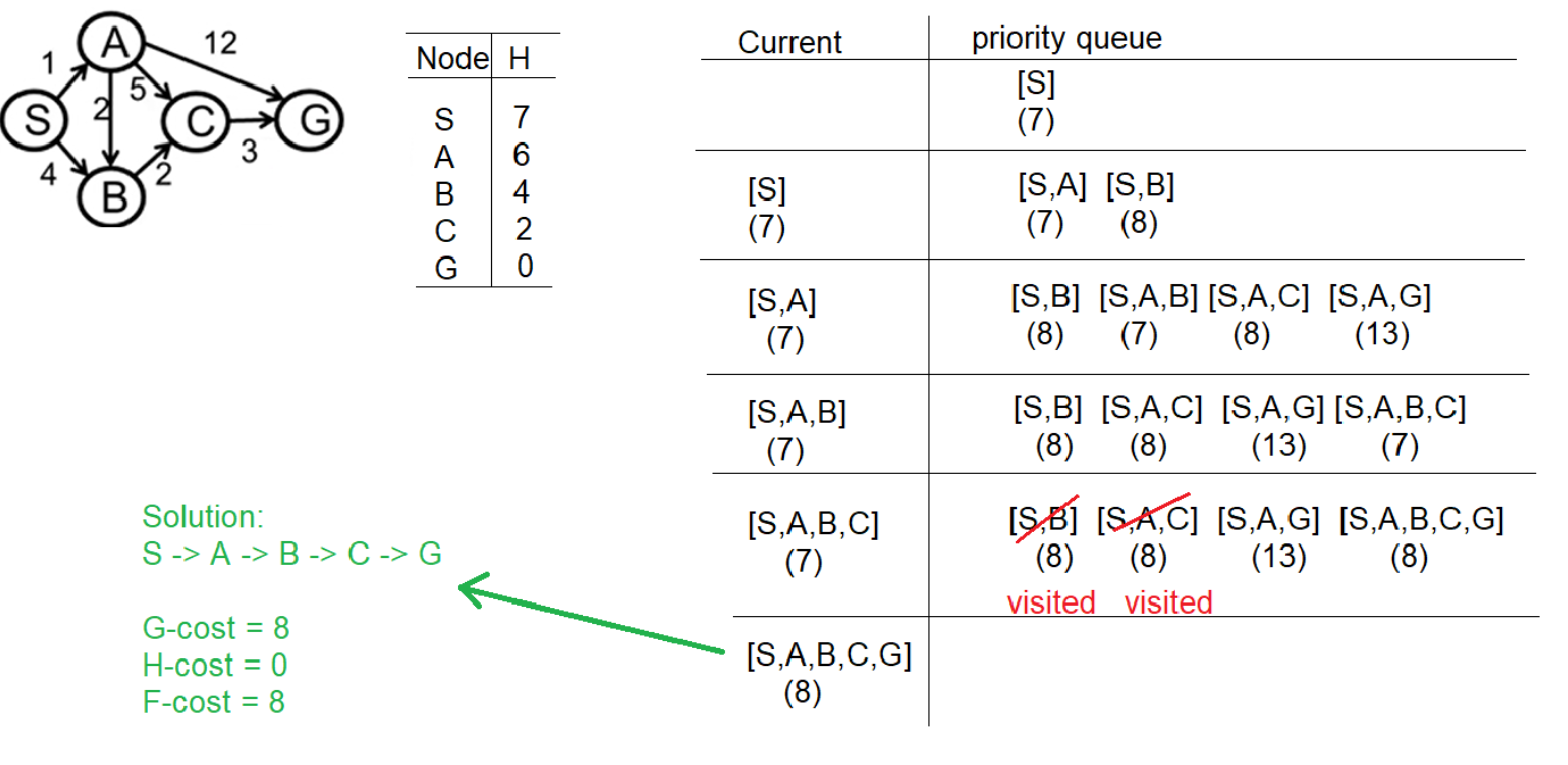 A
12
1
5
S
2
C
G
3
4
2
B
Node H
S 7
A 6
B 4
C 2
G 0
Current priority queue
[S]
(7)
[S] [S,A] [S,B]
(7) (7) (8)
[S,A] [S,B] [S,A,B] [S,A,C] [S,A,G]
(7) (8) (7) (8) (13)
[S,A,B] [S,B] [S,A,C] [S,A,G] [S,A,B,C]
(7) (8) (8) (13) (7)
[S,A,B,C] [S,B] [S,A,C] [S,A,G] [S,A,B,C,G]
(7) (8) (8) (13) (8)
visited visited
[S,A,B,C,G]
(8)
Solution:
S -> A -> B -> C -> G
G-cost = 8
H-cost = 0
F-cost = 8